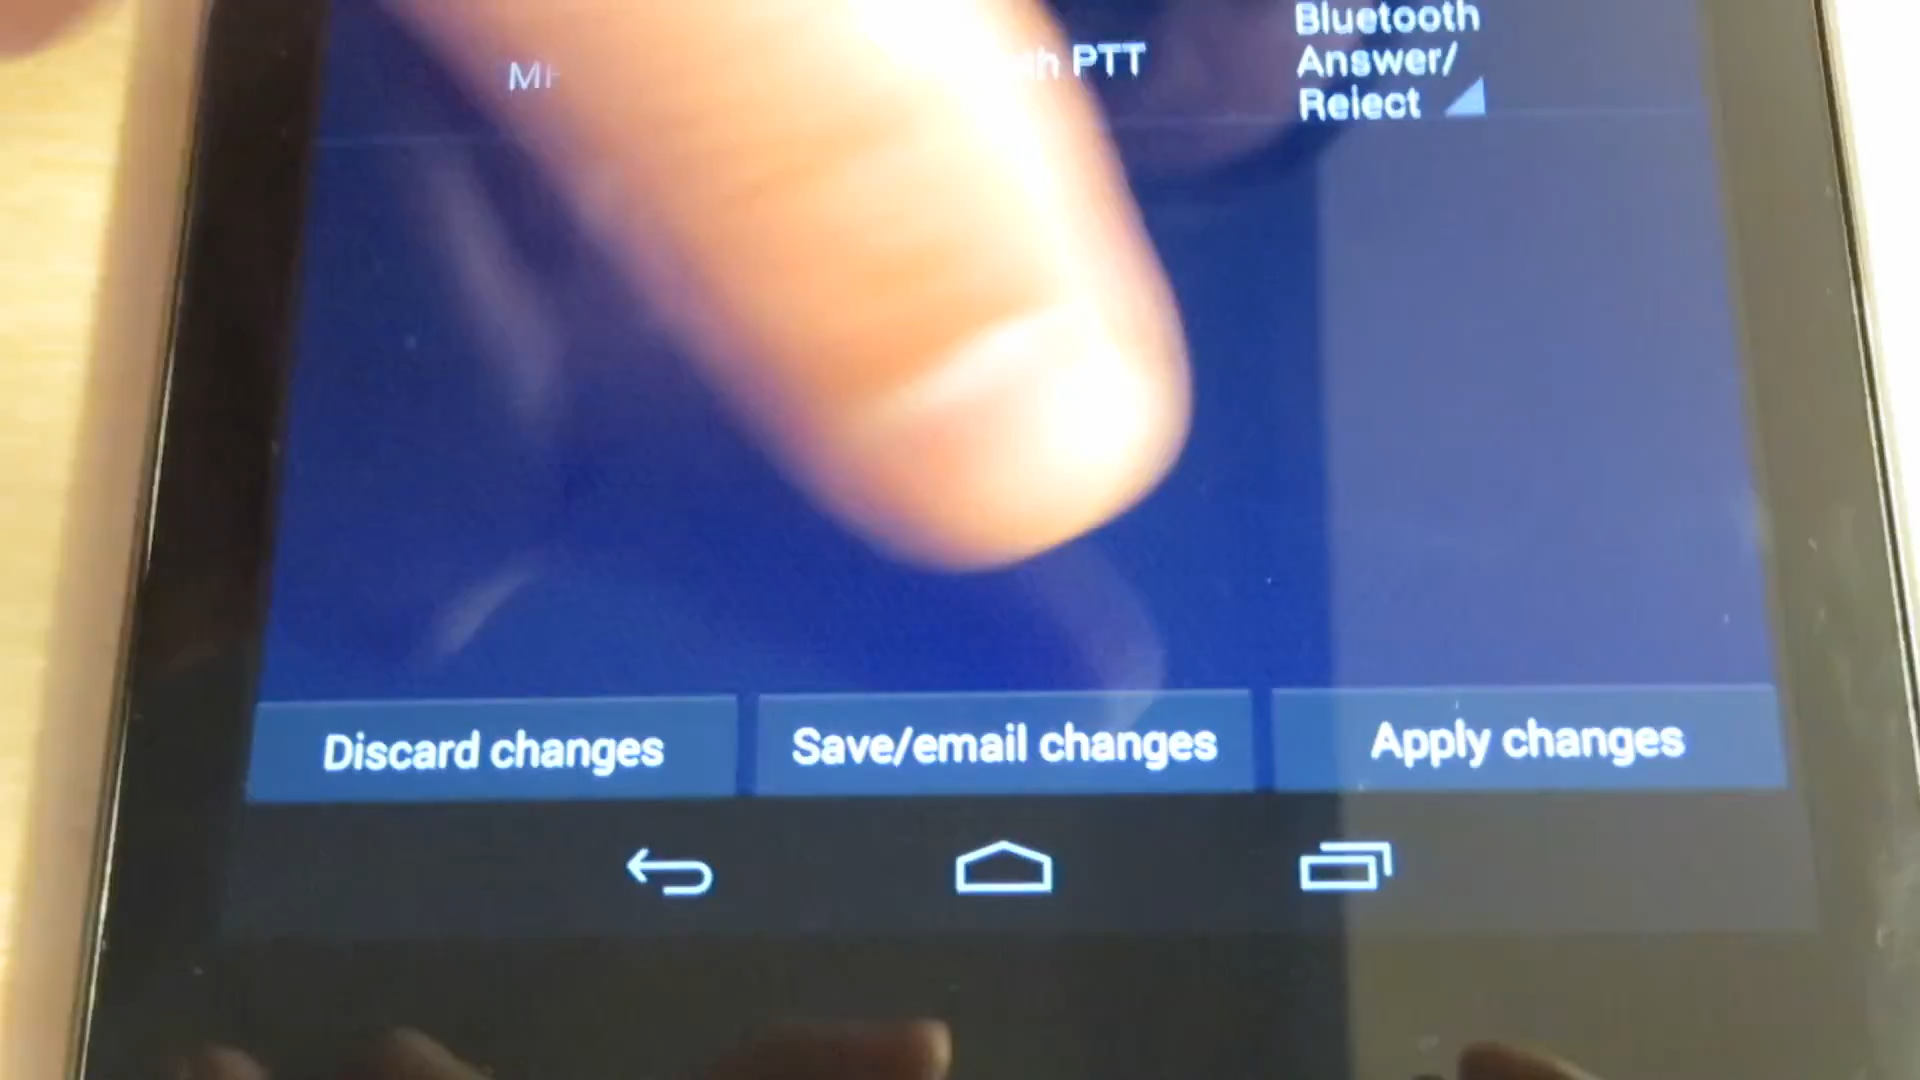 Bluetooth
PTT
Answer/
Reject
Discard changes
Save/email changes
Apply changes